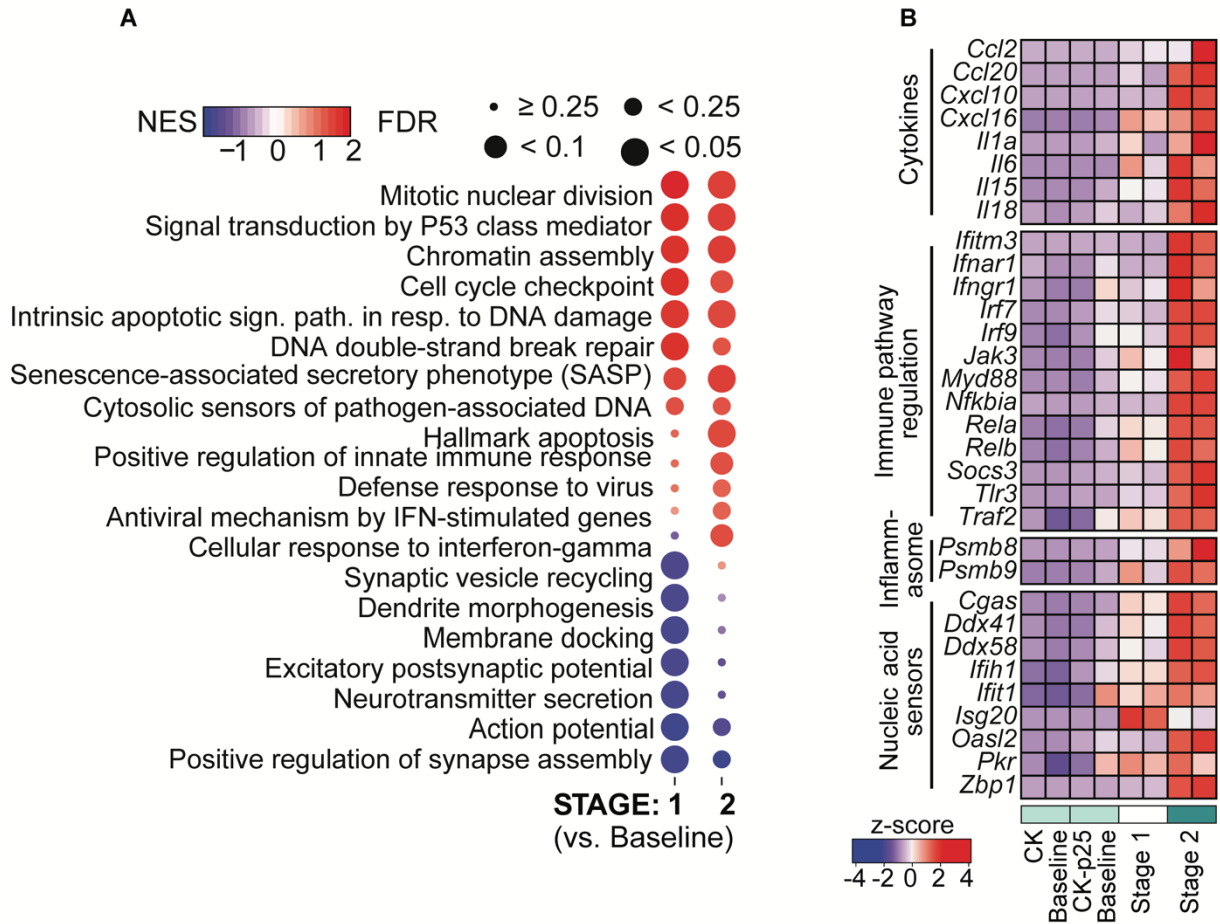 A
NES
FDR
−1 0 1 2
≥ 0.25
< 0.25
< 0.1
< 0.05
Mitotic nuclear division
Signal transduction by P53 class mediator
Chromatin assembly
Cell cycle checkpoint
Intrinsic apoptotic sign. path. in resp. to DNA damage
DNA double-strand break repair
Senescence-associated secretory phenotype (SASP)
Cytosolic sensors of pathogen-associated DNA
Hallmark apoptosis
Positive regulation of innate immune response
Defense response to virus
Antiviral mechanism by IFN-stimulated genes
Cellular response to interferon-gamma
Synaptic vesicle recycling
Dendrite morphogenesis
Membrane docking
Excitatory postsynaptic potential
Neurotransmitter secretion
Action potential
Positive regulation of synapse assembly
STAGE: 1 2
(vs. Baseline)
B
Cytokines
Ccl2
Ccl20
Cxcl10
Cxcl16
Il1a
Il6
Il15
Il18
Immune pathway
regulation
Ifitm3
Ifnar1
Ifngr1
Irf7
Irf9
Jak3
Myd88
Nfkbia
Rela
Relb
Socs3
Tlr3
Traf2
Inflamm-
asome
Psmb8
Psmb9
Nucleic acid
sensors
Cgas
Ddx41
Ddx58
Ifih1
Ifit1
Isg20
Oasl2
Pkr
Zbp1
z-score
-4 -2 0 2 4
CK
Baseline
CK-p25
Baseline
Stage 1
Stage 2